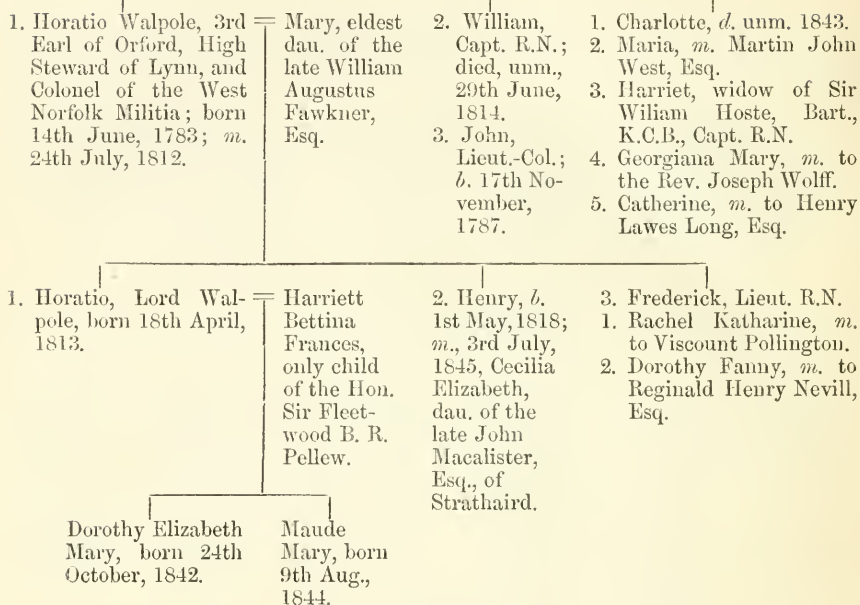 1. Horatio Walpole, 3rd
Earl of Orford, High
Steward of Lynn, and
Colonel of the West
Norfolk Militia; born
14th June, 1783; m.
24th July, 1812.
Mary, eldest
dau. of the
late William
Augustus
Fawkner,
Esq.
2. William,
Capt. R.N.;
died, unm.,
29th June,
1814.
3. John,
Lieut.-Col.;
b. 17th No-
vember,
1787.
1. Charlotte, d. unm. 1843.
2. Maria, m. Martin John
West, Esq.
3. Harriet, widow of Sir
Wiliam Hoste, Bart.,
K.C.B., Capt. R.N.
4. Georgiana Mary, m. to
the Rev. Joseph Wolff.
5. Catherine, m. to Henry
Lawes Long, Esq.
1. Horatio, Lord Wal-
pole, born 18th April,
1813.
Harriett
Bettina
Frances,
only child
of the Hon.
Sir Fleet-
wood B. R.
Pellew.
2. Henry, b.
1st May, 1818;
m., 3rd July,
1845, Cecilia
Elizabeth,
dau. of the
late John
Macalister,
Esq., of
Strathaird.
3. Frederick, Lieut. R.N.
1. Rachel Katharine, m.
to Viscount Pollington.
2. Dorothy Fanny, m. to
Reginald Henry Nevill,
Esq.
Dorothy Elizabeth
Mary, born 24th
October, 1842.
Maude
Mary, born
9th Aug.,
1844.